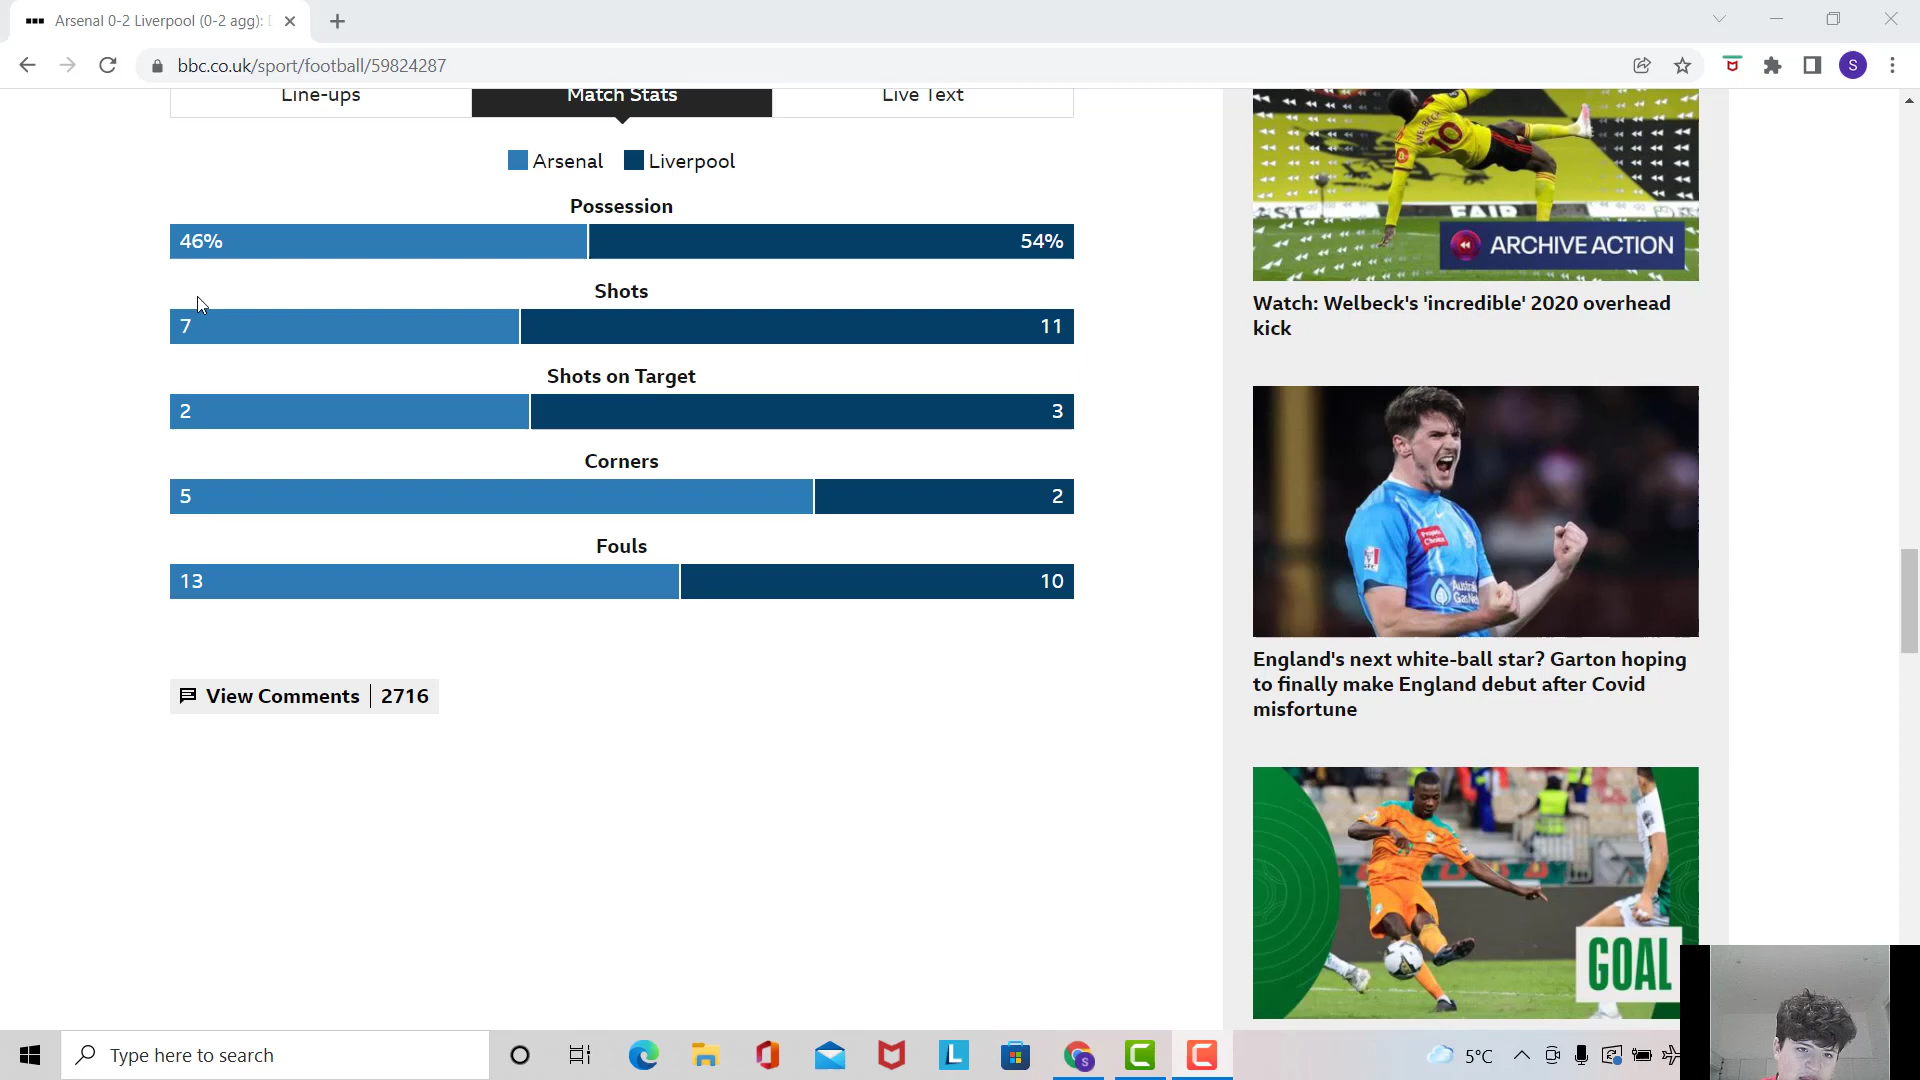 Arsenal 0-2 Liverpool (0-2 agg):
bbc.co.uk/sport/football/59824287
S
Line-ups
Match Stats
Live Text
Arsenal
Liverpool
Possession
46%
54%
Shots
7
11
Shots on Target
2
3
Corners
5
2
Fouls
13
10
View Comments
2716
WELBECK
10
FAIR
ARCHIVE ACTION
Watch: Welbeck's 'incredible' 2020 overhead
kick
England's next white-ball star? Garton hoping
to finally make England debut after Covid
misfortune
GOAL
Type here to search
L
S
5°C